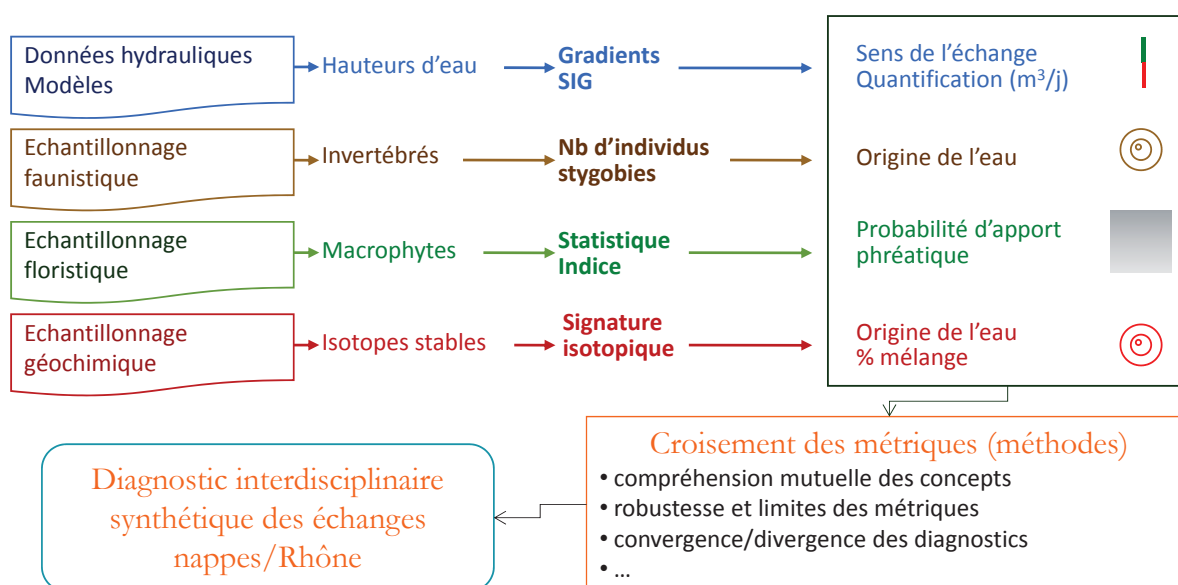 Données hydrauliques
Modèles
Hauteurs d'eau
Gradients
SIG
Sens de l'échange
Quantification (m³/j)
Echantillonnage
faunistique
Invertébrés
Nb d'individus
stygobies
Origine de l'eau
Echantillonnage
floristique
Macrophytes
Statistique
Indice
Probabilité d'apport
phréatique
Echantillonnage
géochimique
Isotopes stables
Signature
isotopique
Origine de l'eau
% mélange
Croisement des métriques (méthodes)
• compréhension mutuelle des concepts
• robustesse et limites des métriques
• convergence/divergence des diagnostics
• ...
Diagnostic interdisciplinaire
synthétique des échanges
nappes/Rhône